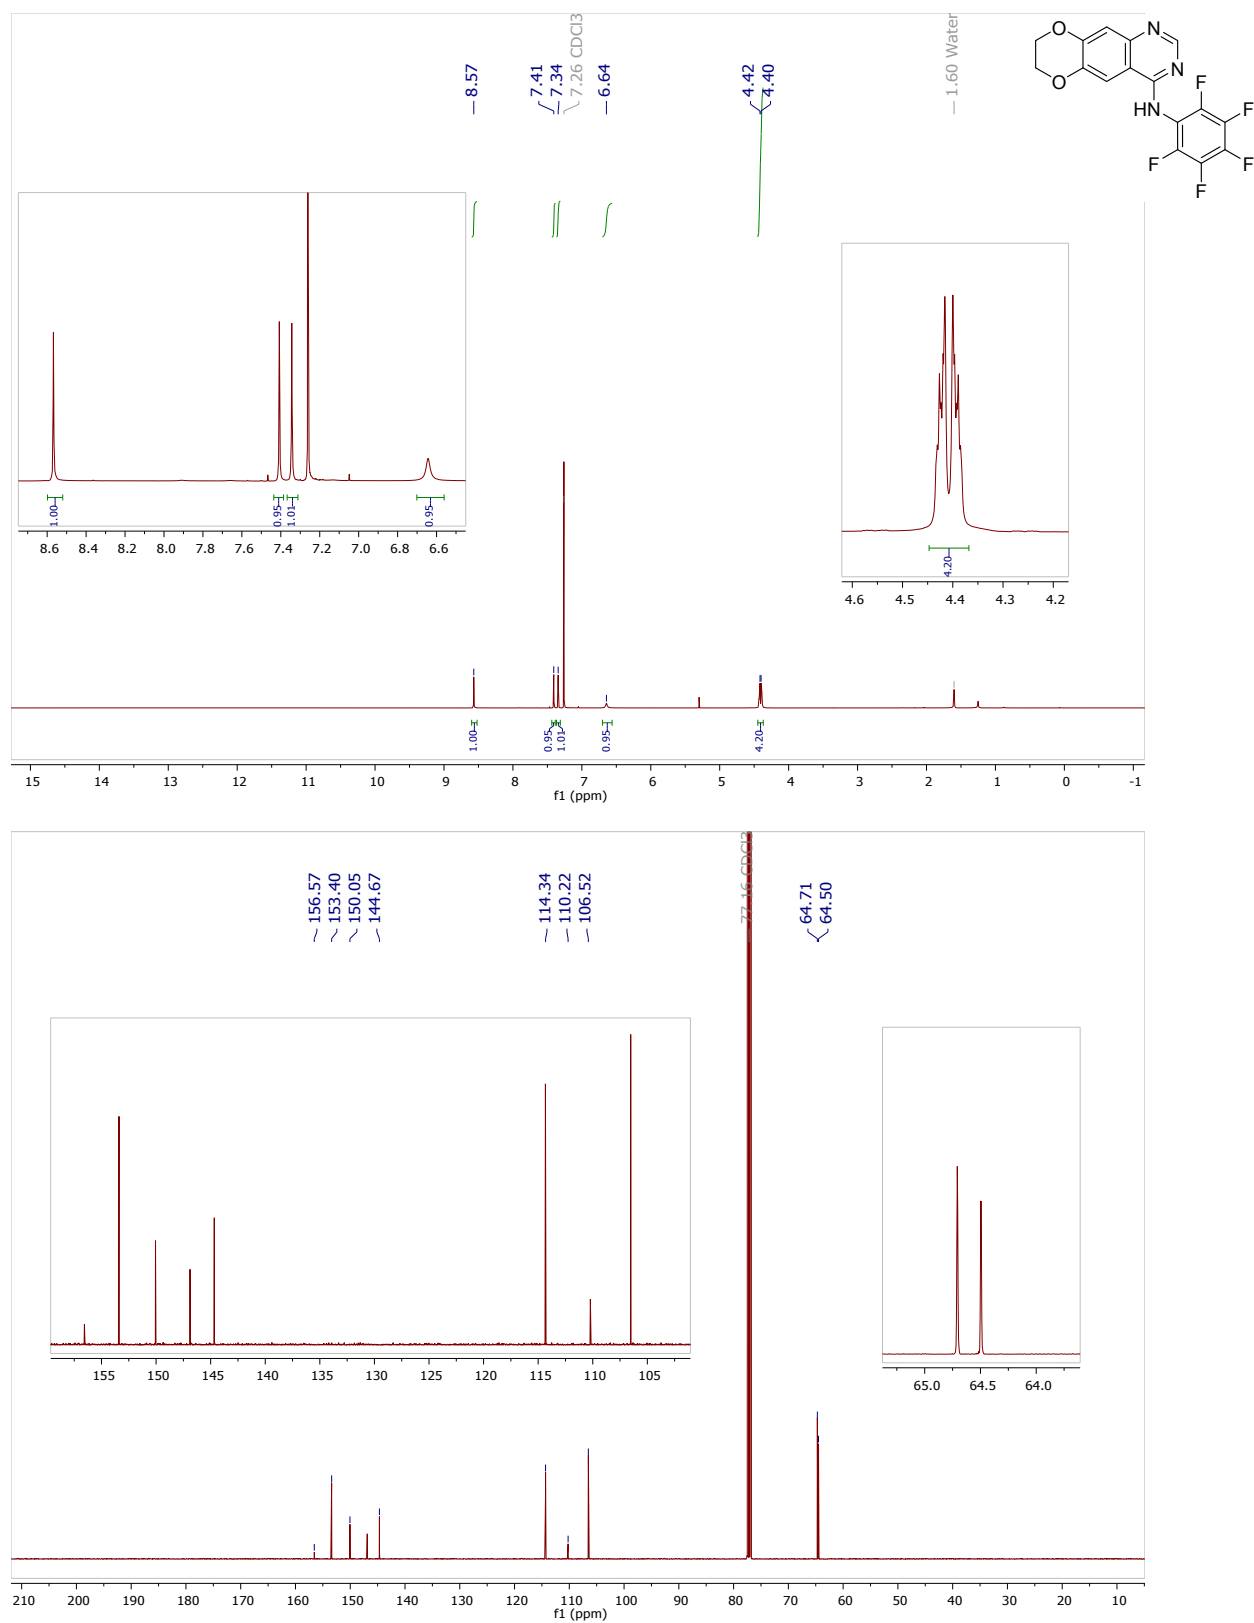 8.57
7.41
7.34
7.26 CDCl3
6.64
4.42
4.40
1.60 Water
O
O
N
N
HN
F
F
F
F
F
1.00
0.95
1.01
0.95
8.6 8.4 8.2 8.0 7.8 7.6 7.4 7.2 7.0 6.8 6.6
4.20
4.6 4.5 4.4 4.3 4.2
1.00
0.95
1.01
0.95
4.20
15 14 13 12 11 10 9 8 7 6 5 4 3 2 1 0 -1
f1 (ppm)
156.57
153.40
150.05
144.67
114.34
110.22
106.52
77.16 CDCl3
64.71
64.50
155 150 145 140 135 130 125 120 115 110 105
65.0 64.5 64.0
210 200 190 180 170 160 150 140 130 120 110 100 90 80 70 60 50 40 30 20 10
f1 (ppm)